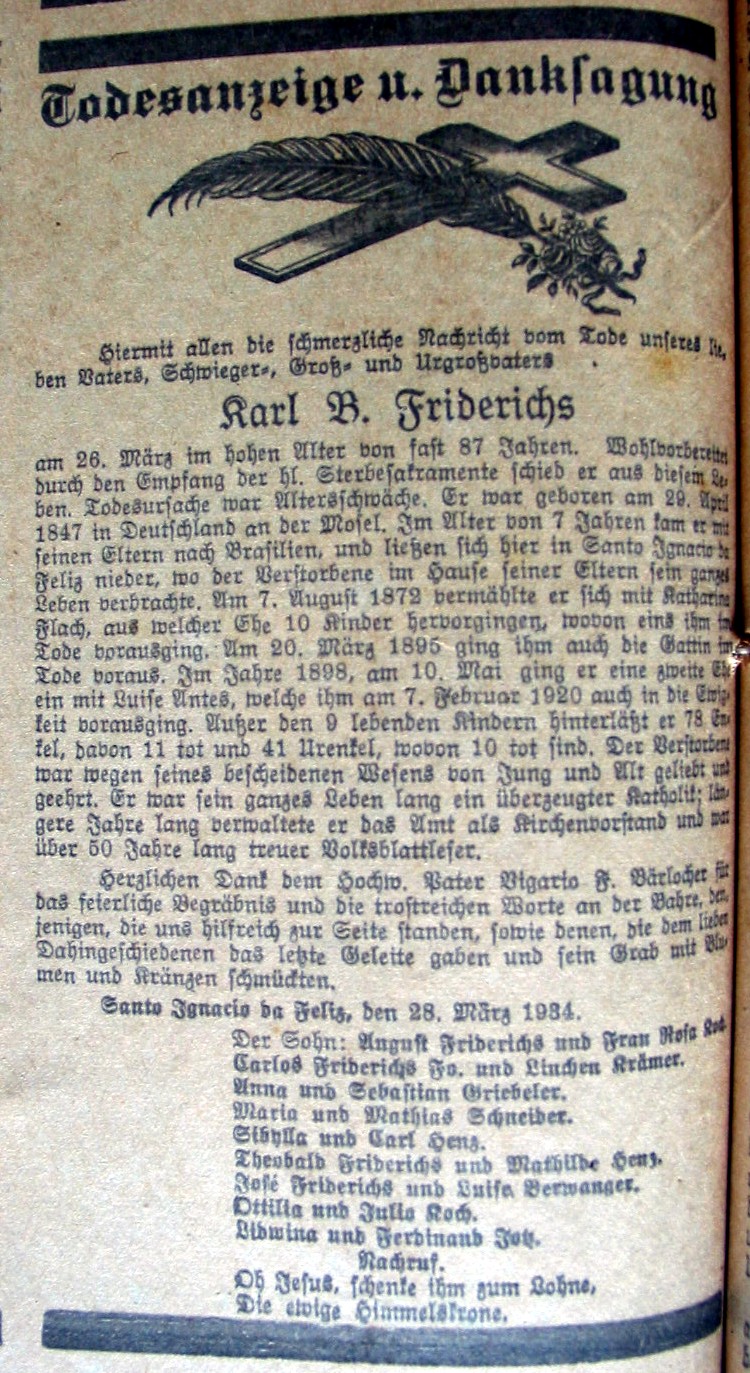 Todesanzeige u. Danksagung
Hiermit allen die schmerzliche Nachricht vom Tode unseres lie-
ben Vaters, Schwieger-, Groß- und Urgroßvaters
Karl B. Friderichs
am 26. März im hohen Alter von fast 87 Jahren. Wohlvorbereitet
durch den Empfang der hl. Sterbesakramente schied er aus diesem Le-
ben. Todesursache war Altersschwäche. Er war geboren am 29. April
1847 in Deutschland an der Mosel. Im Alter von 7 Jahren kam er mit
seinen Eltern nach Brasilien, und ließen sich hier in Santo Ignacio da
Feliz nieder, wo der Verstorbene im Hause seiner Eltern sein ganzes
Leben verbrachte. Am 7. August 1872 vermählte er sich mit Katharina
Flach, aus welcher Ehe 10 Kinder hervorgingen, wovon eins ihm im
Tode vorausging. Am 20. März 1895 ging ihm auch die Gattin im
Tode voraus. Im Jahre 1898, am 10. Mai ging er eine zweite Ehe
ein mit Luise Antes, welche ihm am 7. Februar 1920 auch in die Ewig-
keit vorausging. Außer den 9 lebenden Kindern hinterläßt er 78 En-
kel, davon 11 tot und 41 Urenkel, wovon 10 tot sind. Der Verstorbene
war wegen seines bescheidenen Wesens von Jung und Alt geliebt und
geehrt. Er war sein ganzes Leben lang ein überzeugter Katholik; län-
gere Jahre lang verwaltete er das Amt als Kirchenvorstand und war
über 50 Jahre lang treuer Volksblattleser.
Herzlichen Dank dem Hochw. Pater Vigario F. Bärlocher für
das feierliche Begräbnis und die trostreichen Worte an der Bahre, den-
jenigen, die uns hilfreich zur Seite standen, sowie denen, die dem lieben
Dahingeschiedenen das letzte Geleite gaben und sein Grab mit Blu-
men und Kränzen schmückten.
Santo Ignacio da Feliz, den 28. März 1934.
Der Sohn: August Friderichs und Frau Rosa Koch.
Carlos Friderichs Fo. und Linchen Krämer.
Anna und Sebastian Griebeler.
Maria und Mathias Schneider.
Sibylla und Carl Henz.
Theobald Friderichs und Mathilde Henz.
José Friderichs und Luisa Berwanger.
Ottilia und Julio Koch.
Lidwina und Ferdinand Jotz.
Nachruf.
Oh Jesus, schenke ihm zum Lohne,
Die ewige Himmelskrone.